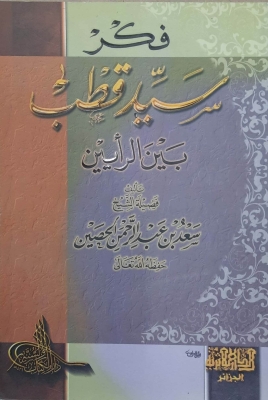 فكر
سيد قطب
بين الرأيين
تأليف
فضيلة الشيخ
سعد بن عبد الرحمن الحصين
حفظه الله تعالى
الجزائر